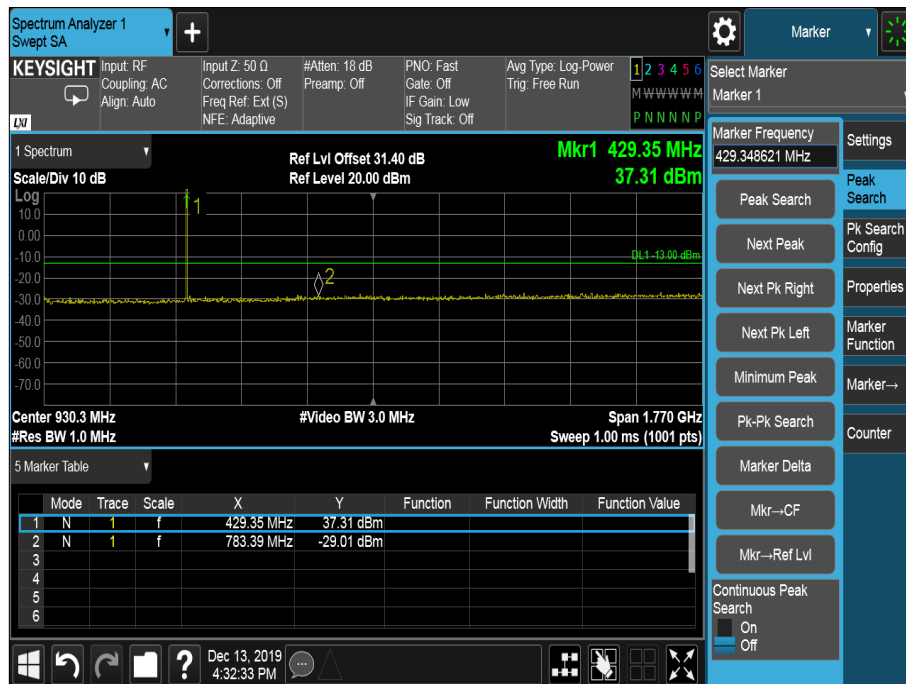 Spectrum Analyzer 1
Swept SA
Marker
KEYSIGHT
Input: RF
Coupling: AC
Align: Auto
Input Z: 50 Ω
Corrections: Off
Freq Ref: Ext (S)
NFE: Adaptive
#Atten: 18 dB
Preamp: Off
PNO: Fast
Gate: Off
IF Gain: Low
Sig Track: Off
Avg Type: Log-Power
Trig: Free Run
1 2 3 4 5 6
M W W W W M
P N N N N P
LXI
Select Marker
Marker 1
1 Spectrum
Scale/Div 10 dB
Ref Lvl Offset 31.40 dB
Ref Level 20.00 dBm
Mkr1 429.35 MHz
37.31 dBm
Log
10.0
0.00
-10.0
-20.0
-30.0
-40.0
-50.0
-60.0
-70.0
1
2
DL1 -13.00 dBm
Center 930.3 MHz
#Res BW 1.0 MHz
#Video BW 3.0 MHz
Span 1.770 GHz
Sweep 1.00 ms (1001 pts)
5 Marker Table
Mode Trace Scale X Y Function Function Width Function Value
1 N 1 f 429.35 MHz 37.31 dBm
2 N 1 f 783.39 MHz -29.01 dBm
3
4
5
6
Marker Frequency
429.348621 MHz
Peak Search
Next Peak
Next Pk Right
Next Pk Left
Minimum Peak
Pk-Pk Search
Marker Delta
Mkr→CF
Mkr→Ref Lvl
Continuous Peak
Search
On
Off
Settings
Peak
Search
Pk Search
Config
Properties
Marker
Function
Marker→
Counter
?
Dec 13, 2019
4:32:33 PM